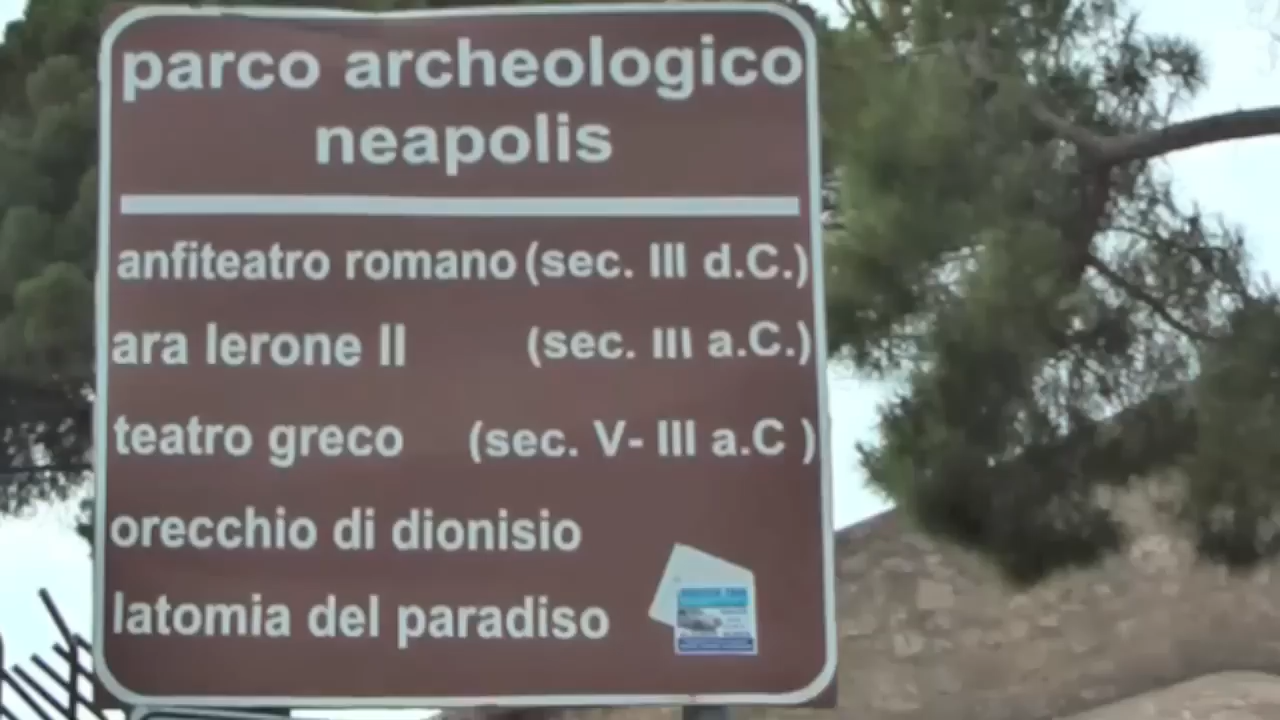 parco archeologico
neapolis
anfiteatro romano (sec. III d.C.)
ara Ierone II (sec. III a.C.)
teatro greco (sec. V- III a.C )
orecchio di dionisio
latomia del paradiso